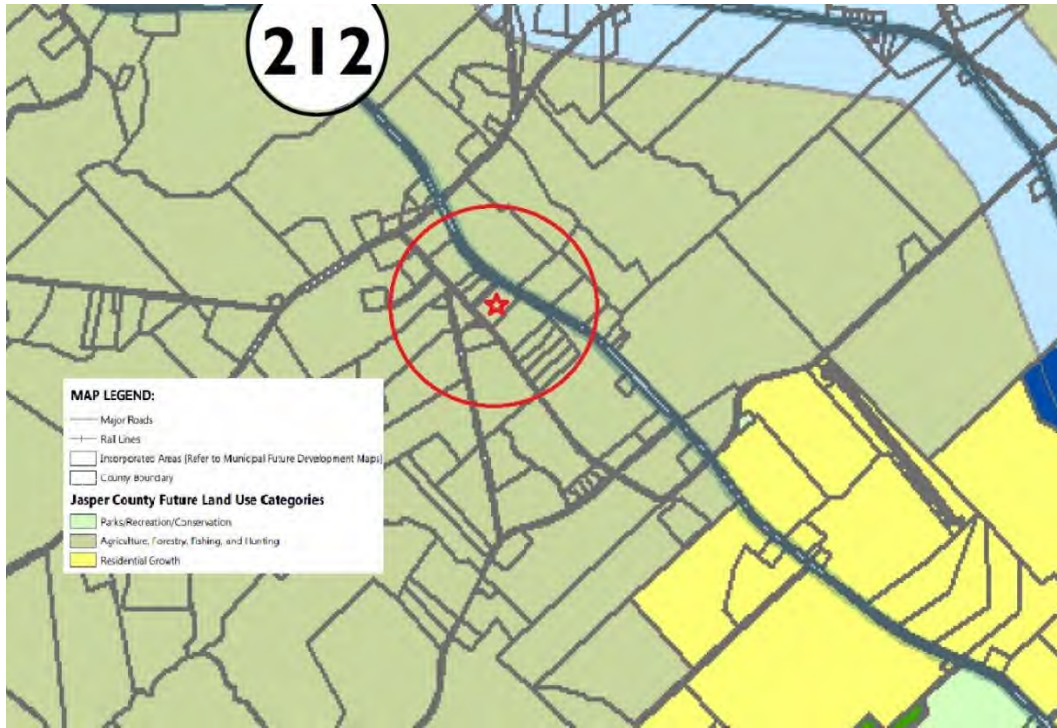 212
MAP LEGEND:
Major Roads
Rail Lines
Incorporated Areas (Refer to Municipal Future Development Maps)
County Boundary
Jasper County Future Land Use Categories
Parks/Recreation/Conservation
Agriculture, Forestry, Fishing, and Hunting
Residential Growth